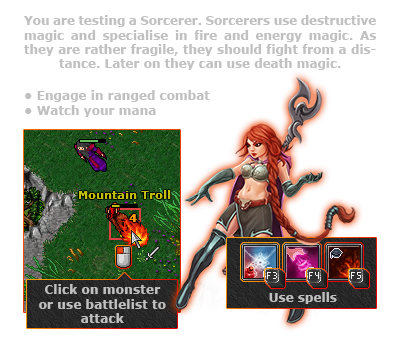 You are testing a Sorcerer. Sorcerers use destructive
magic and specialise in fire and energy magic. As
they are rather fragile, they should fight from a dis-
tance. Later on they can use death magic.
• Engage in ranged combat
• Watch your mana
Mountain Troll
4
F3 F4 F5
Click on monster
or use battlelist to
attack
Use spells